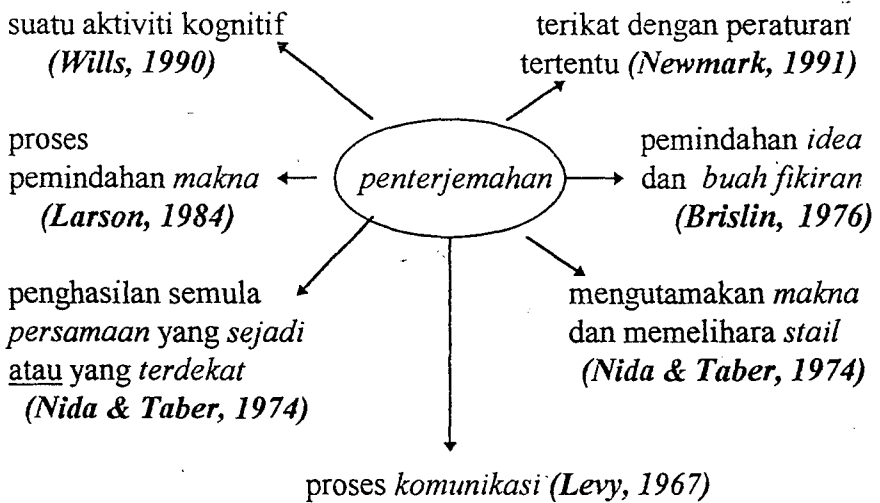 suatu aktiviti kognitif
(Wills, 1990)
terikat dengan peraturan
tertentu (Newmark, 1991)
proses
pemindahan makna
(Larson, 1984)
penterjemahan
pemindahan idea
dan buah fikiran
(Brislin, 1976)
penghasilan semula
persamaan yang sejadi
atau yang terdekat
(Nida & Taber, 1974)
mengutamakan makna
dan memelihara stail
(Nida & Taber, 1974)
proses komunikasi (Levy, 1967)